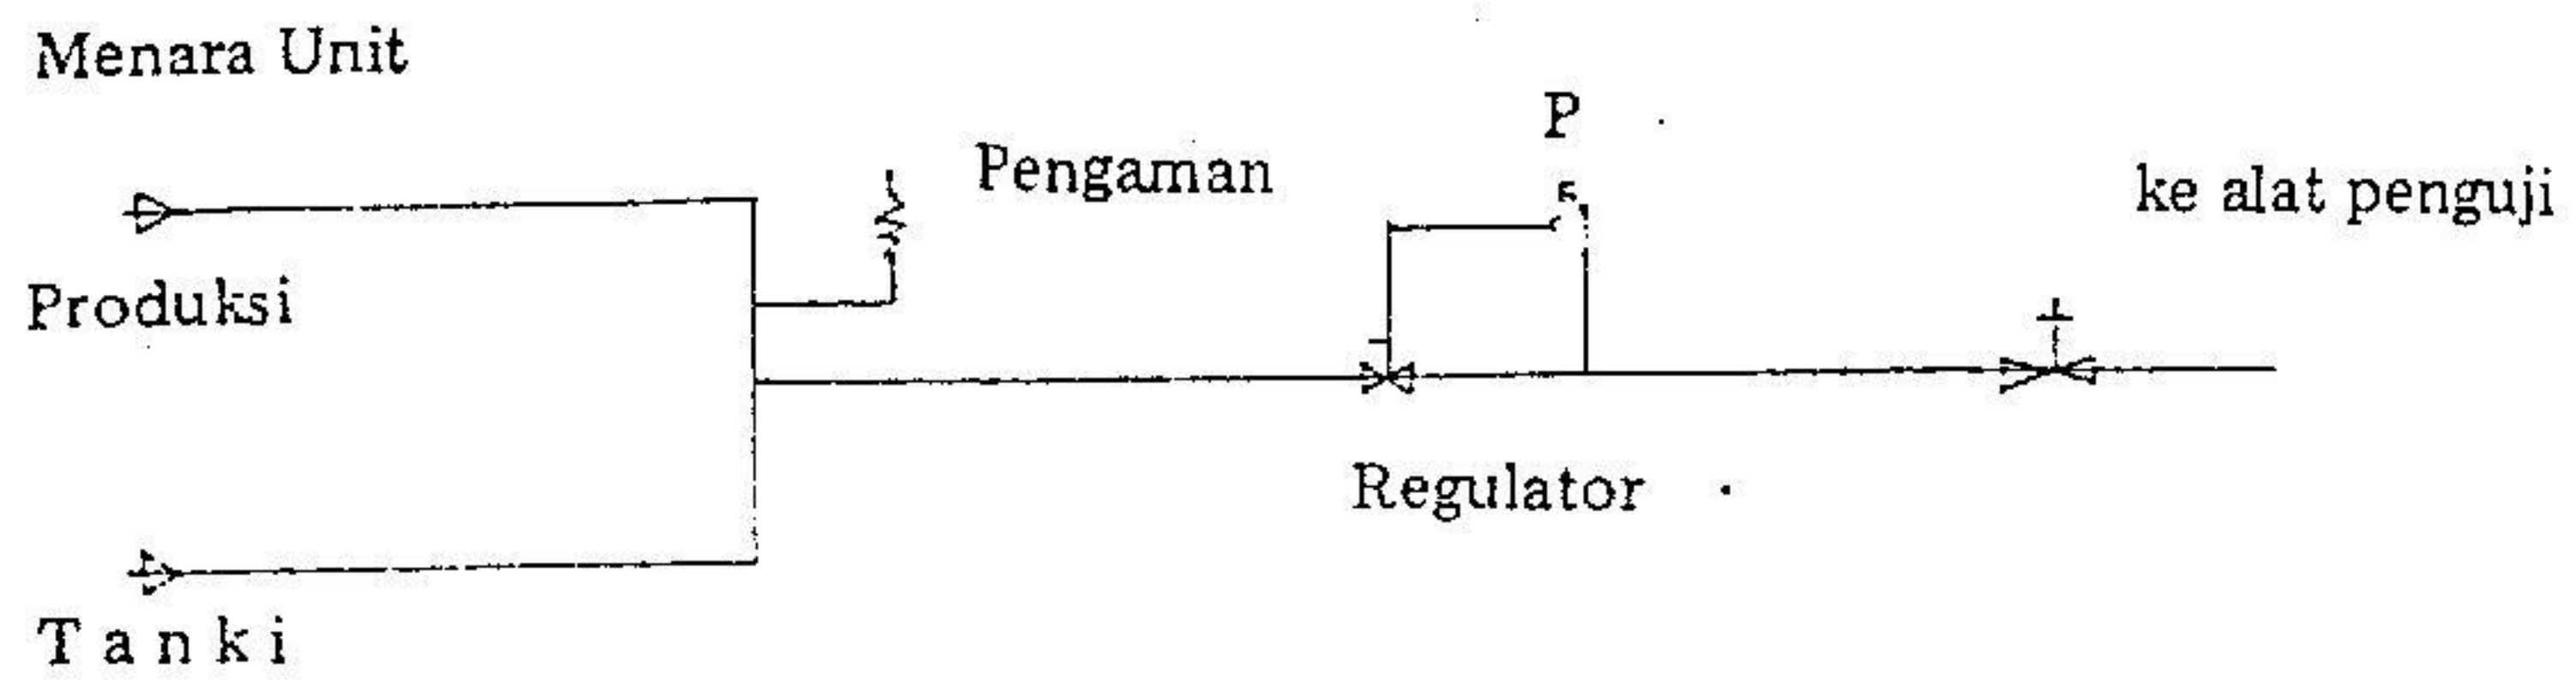 Menara Unit
P
Pengaman
ke alat penguji
Produksi
Regulator
T a n k i